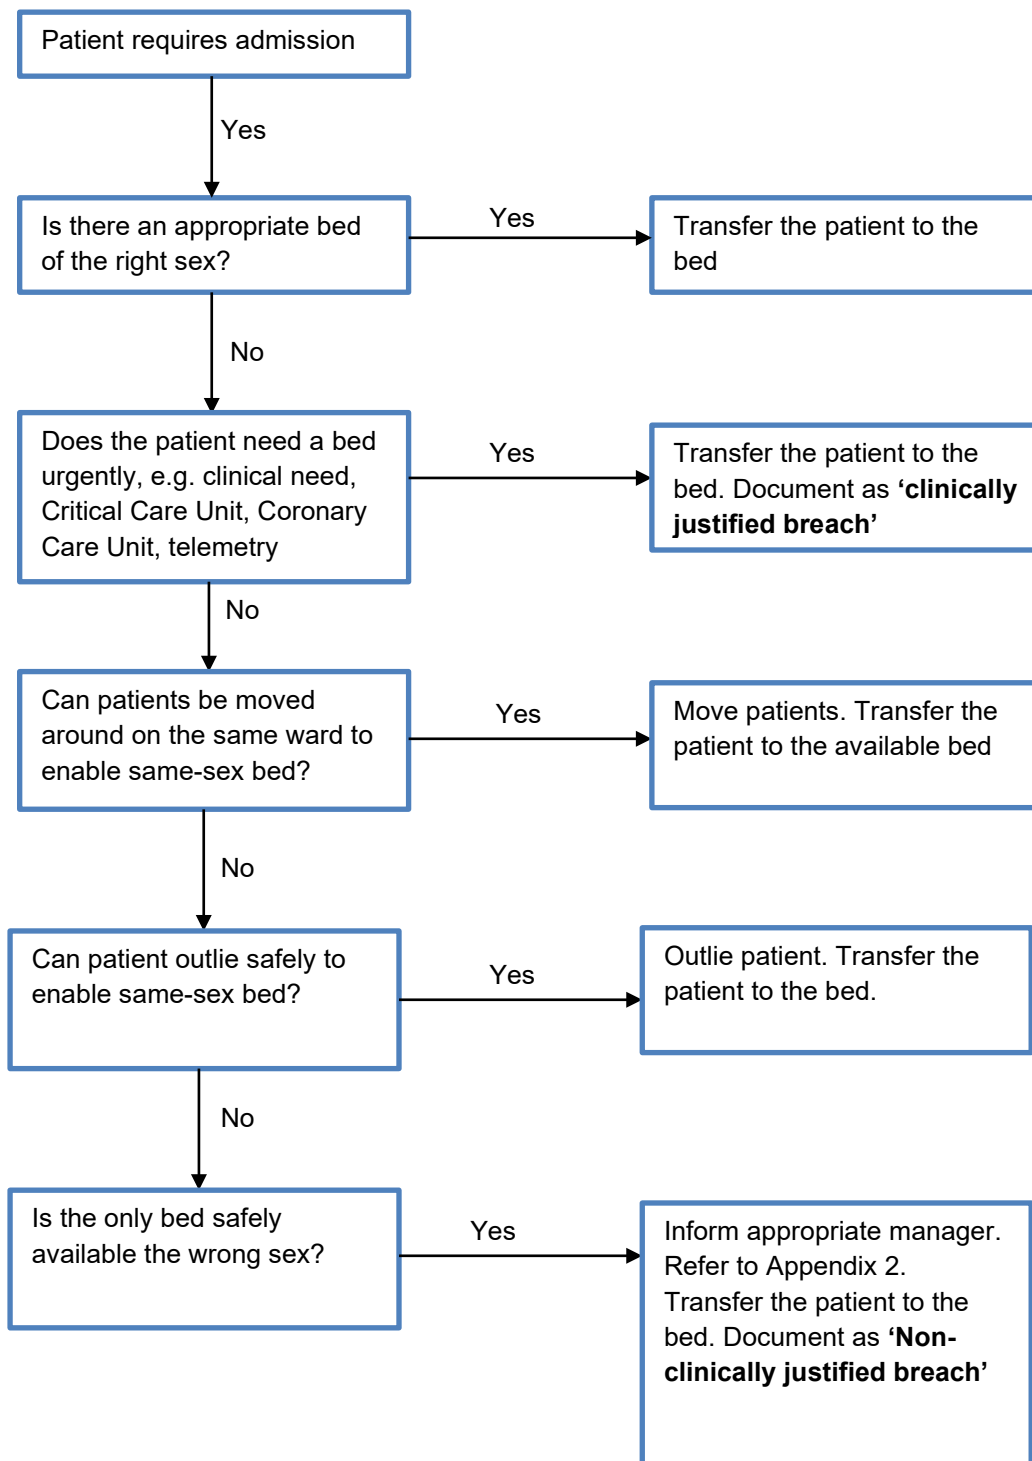 Patient requires admission
Yes
Is there an appropriate bed
of the right sex?
Yes
Transfer the patient to the
bed
No
Does the patient need a bed
urgently, e.g. clinical need,
Critical Care Unit, Coronary
Care Unit, telemetry
Yes
Transfer the patient to the
bed. Document as ‘clinically
justified breach’
No
Can patients be moved
around on the same ward to
enable same-sex bed?
Yes
Move patients. Transfer the
patient to the available bed
No
Can patient outlie safely to
enable same-sex bed?
Yes
Outlie patient. Transfer the
patient to the bed.
No
Is the only bed safely
available the wrong sex?
Yes
Inform appropriate manager.
Refer to Appendix 2.
Transfer the patient to the
bed. Document as ‘Non-
clinically justified breach’